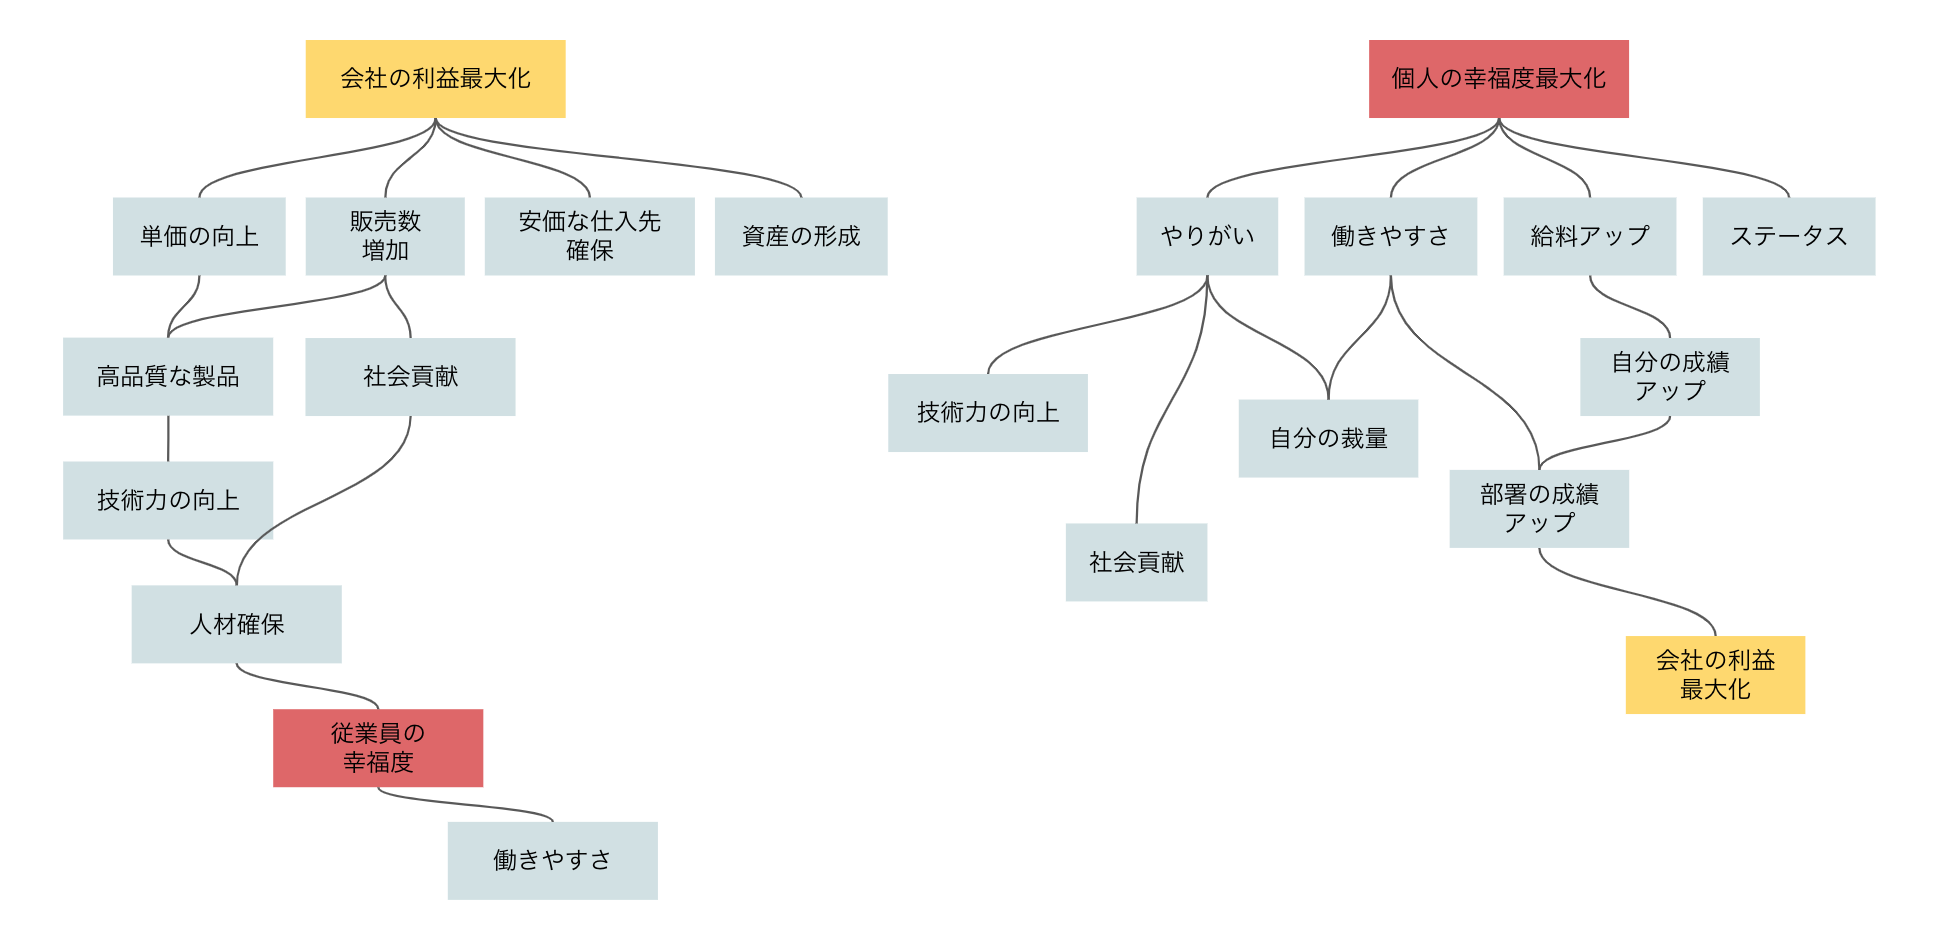 会社の利益最大化
単価の向上
販売数
増加
安価な仕入先
確保
資産の形成
高品質な製品
社会貢献
技術力の向上
人材確保
従業員の
幸福度
働きやすさ
個人の幸福度最大化
やりがい
働きやすさ
給料アップ
ステータス
技術力の向上
自分の裁量
自分の成績
アップ
社会貢献
部署の成績
アップ
会社の利益
最大化